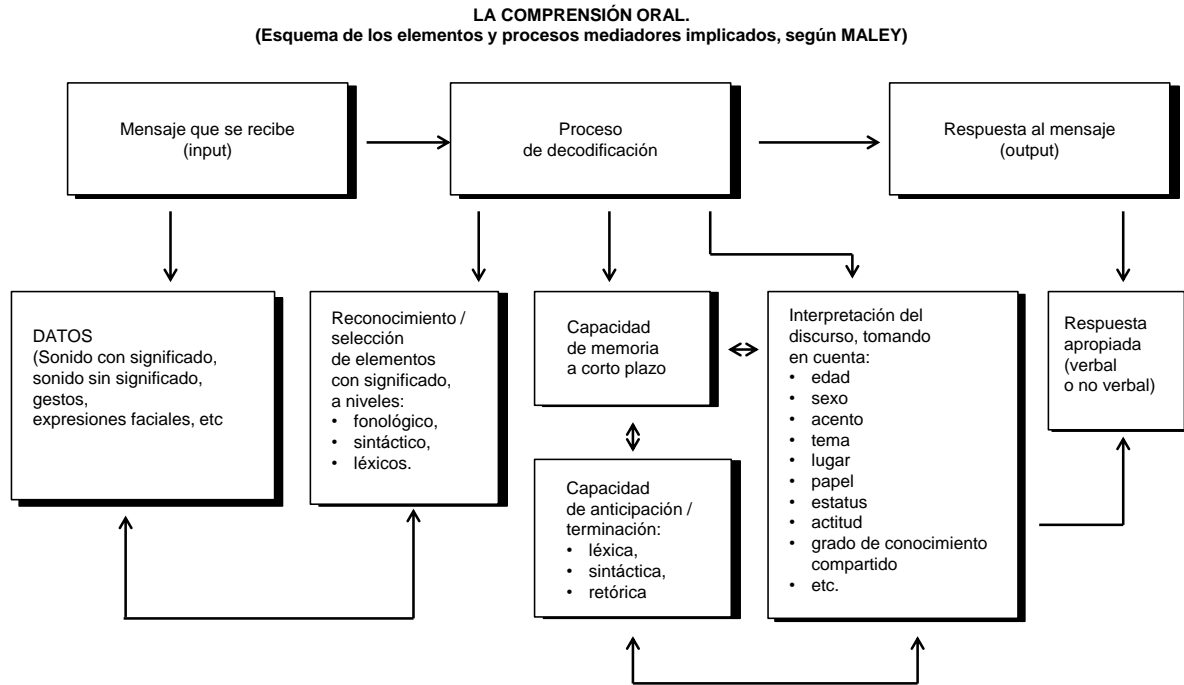 LA COMPRENSIÓN ORAL.
(Esquema de los elementos y procesos mediadores implicados, según MALEY)
Mensaje que se recibe
(input)
Proceso
de decodificación
Respuesta al mensaje
(output)
DATOS
(Sonido con significado,
sonido sin significado,
gestos,
expresiones faciales, etc
Reconocimiento /
selección
de elementos
con significado,
a niveles:
• fonológico,
• sintáctico,
• léxicos.
Capacidad
de memoria
a corto plazo
Capacidad
de anticipación /
terminación:
• léxica,
• sintáctica,
• retórica
Interpretación del
discurso, tomando
en cuenta:
• edad
• sexo
• acento
• tema
• lugar
• papel
• estatus
• actitud
• grado de conocimiento
compartido
• etc.
Respuesta
apropiada
(verbal
o no verbal)